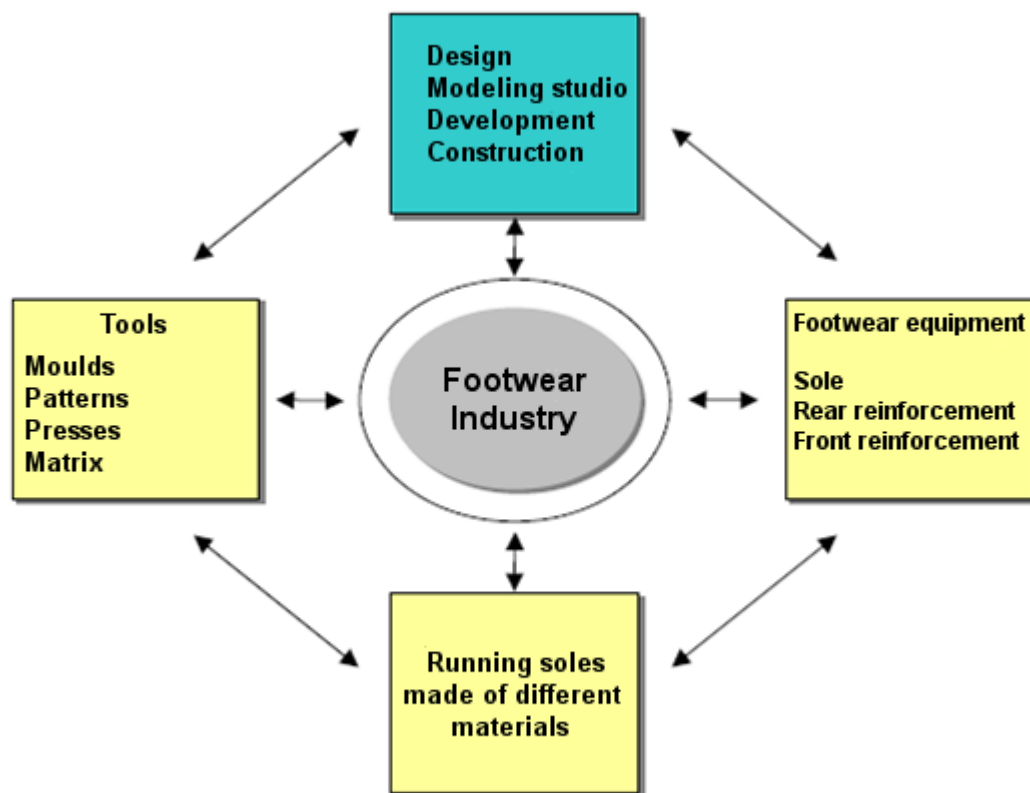 Design
Modeling studio
Development
Construction
Tools
Moulds
Patterns
Presses
Matrix
Footwear
Industry
Footwear equipment
Sole
Rear reinforcement
Front reinforcement
Running soles
made of different
materials